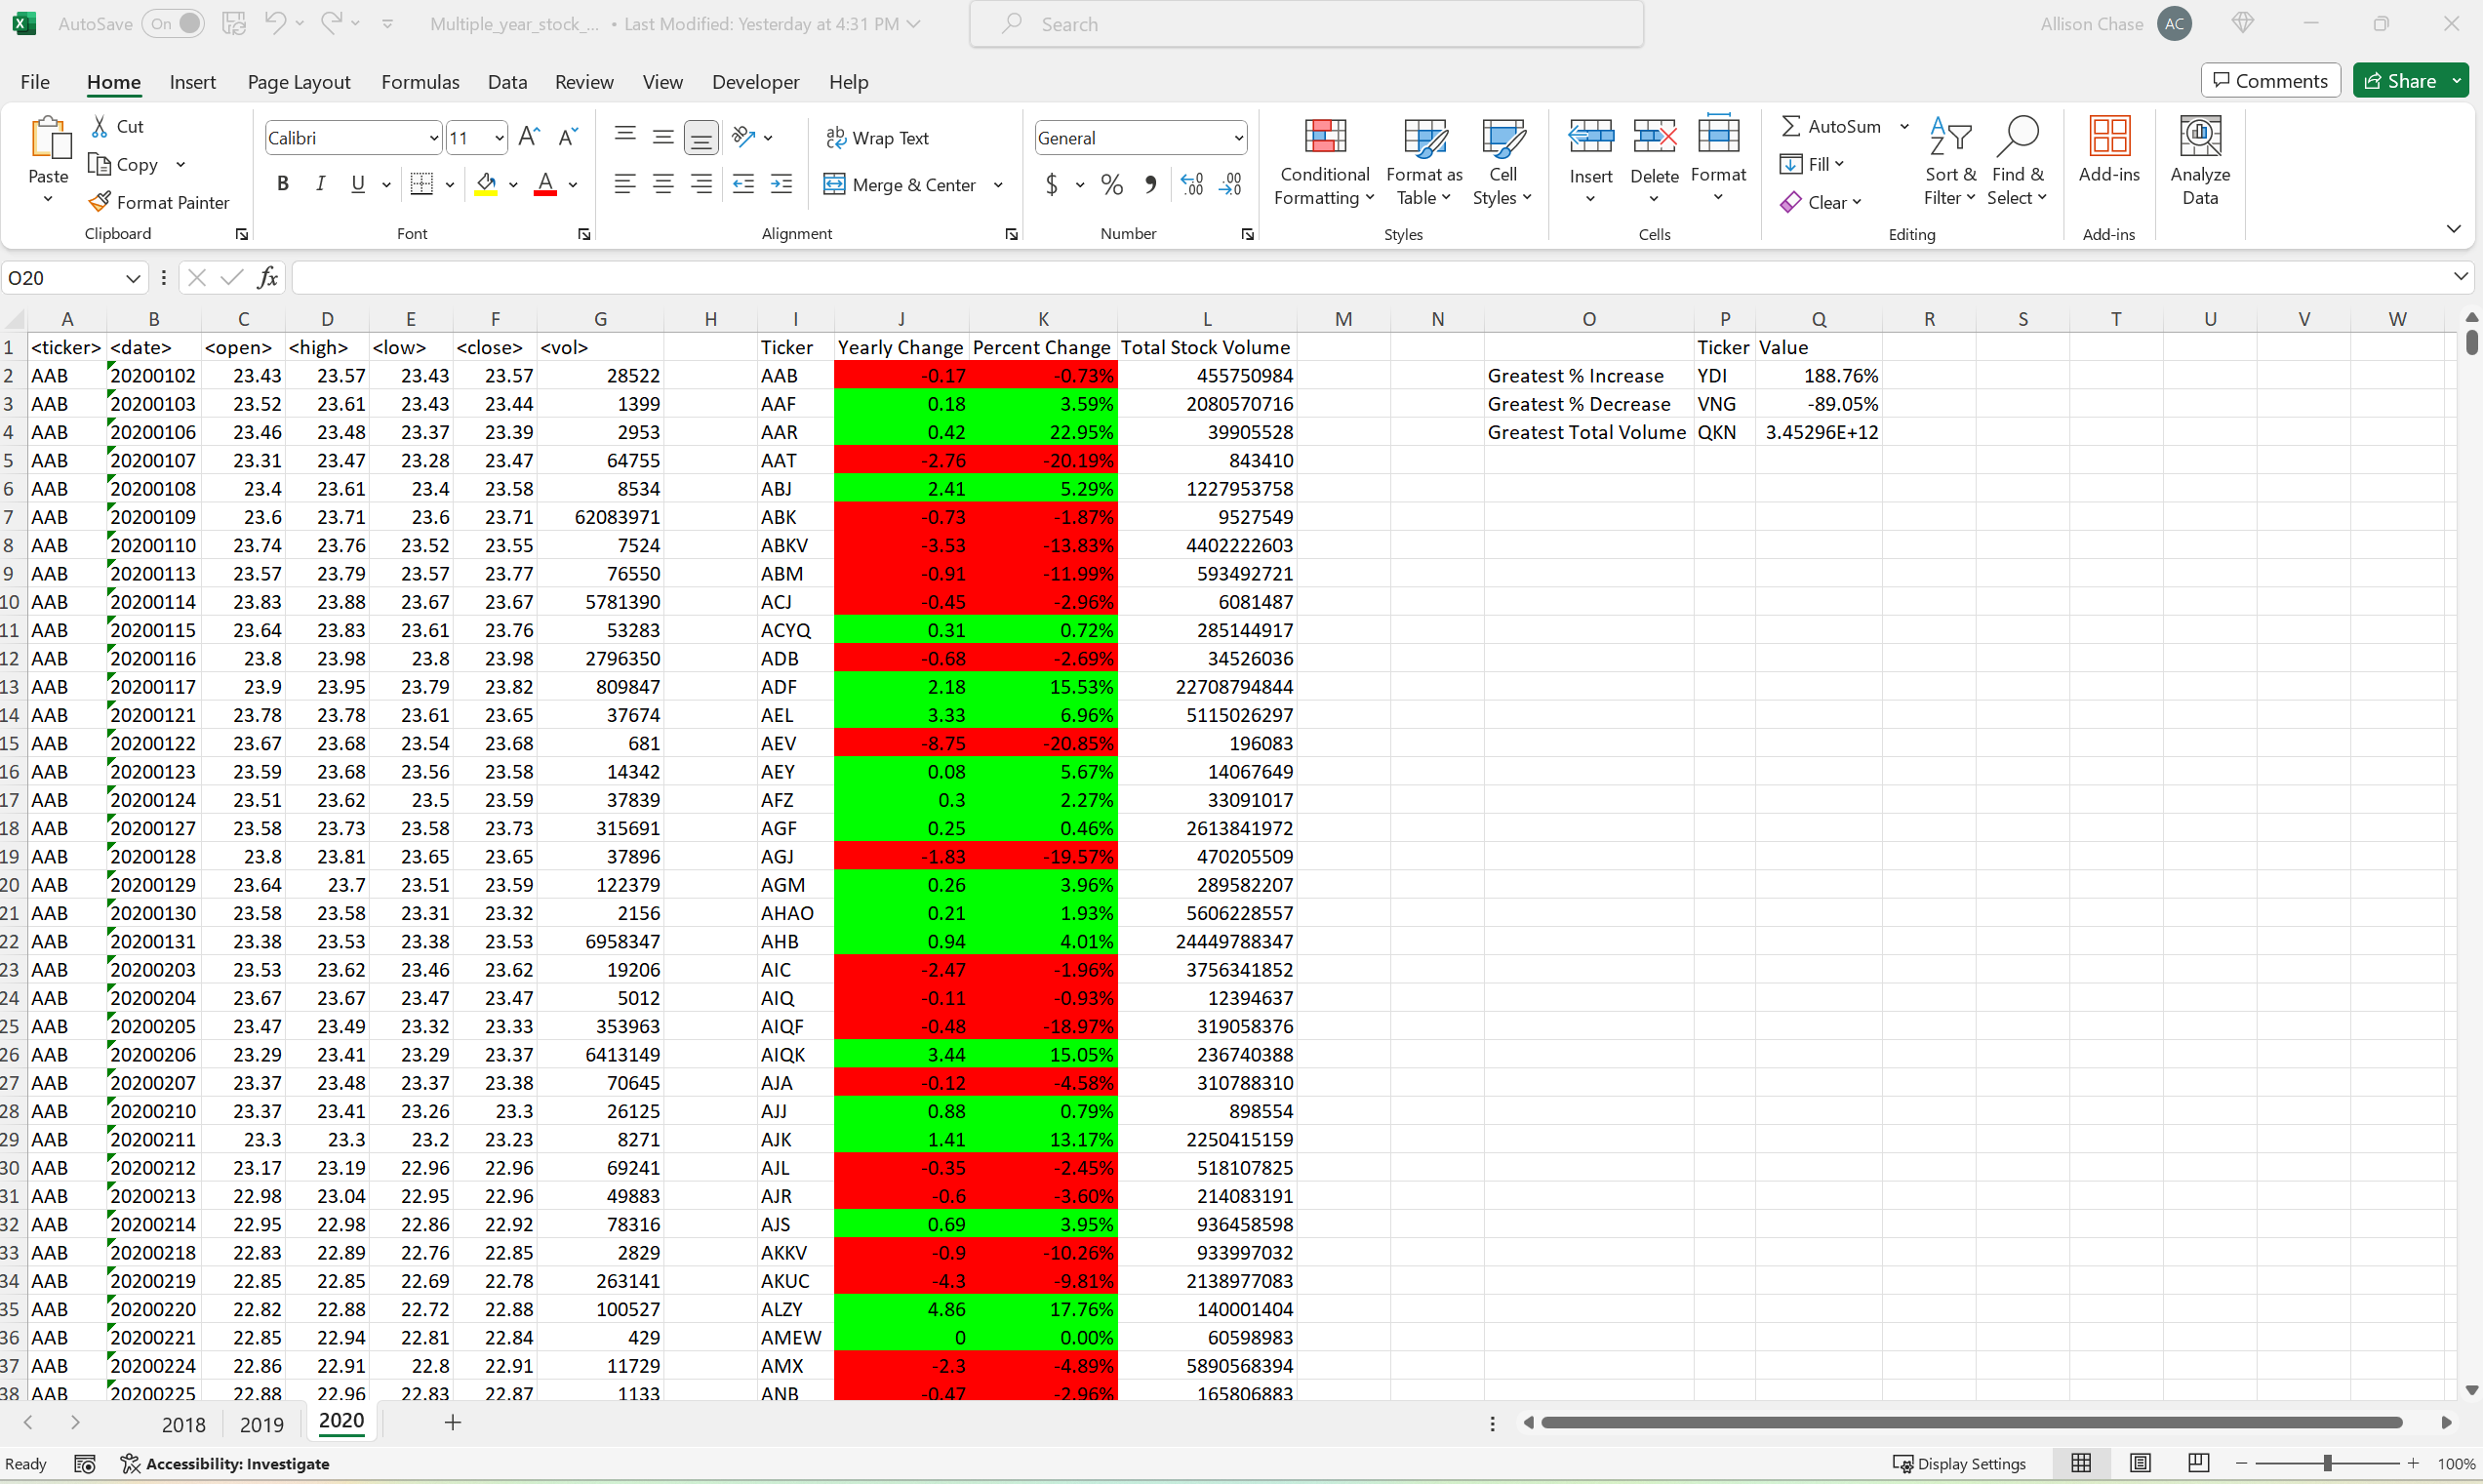 AutoSave On Multiple_year_stock_... • Last Modified: Yesterday at 4:31 PM Search Allison Chase AC
File Home Insert Page Layout Formulas Data Review View Developer Help Comments Share
Paste Cut Copy Format Painter Clipboard
Calibri 11 B I U A Font
Wrap Text Merge & Center Alignment
General $ % Number
Conditional Formatting Format as Table Cell Styles Styles
Insert Delete Format Cells
AutoSum Fill Clear Sort & Filter Find & Select Editing
Add-ins Add-ins
Analyze Data
O20 fx
A B C D E F G H I J K L M N O P Q R S T U V W
1 <ticker> <date> <open> <high> <low> <close> <vol> Ticker Yearly Change Percent Change Total Stock Volume Ticker Value
2 AAB 20200102 23.43 23.57 23.43 23.57 28522 AAB -0.17 -0.73% 455750984 Greatest % Increase YDI 188.76%
3 AAB 20200103 23.52 23.61 23.43 23.44 1399 AAF 0.18 3.59% 2080570716 Greatest % Decrease VNG -89.05%
4 AAB 20200106 23.46 23.48 23.37 23.39 2953 AAR 0.42 22.95% 39905528 Greatest Total Volume QKN 3.45296E+12
5 AAB 20200107 23.31 23.47 23.28 23.47 64755 AAT -2.76 -20.19% 843410
6 AAB 20200108 23.4 23.61 23.4 23.58 8534 ABJ 2.41 5.29% 1227953758
7 AAB 20200109 23.6 23.71 23.6 23.71 62083971 ABK -0.73 -1.87% 9527549
8 AAB 20200110 23.74 23.76 23.52 23.55 7524 ABKV -3.53 -13.83% 4402222603
9 AAB 20200113 23.57 23.79 23.57 23.77 76550 ABM -0.91 -11.99% 593492721
10 AAB 20200114 23.83 23.88 23.67 23.67 5781390 ACJ -0.45 -2.96% 6081487
11 AAB 20200115 23.64 23.83 23.61 23.76 53283 ACYQ 0.31 0.72% 285144917
12 AAB 20200116 23.8 23.98 23.8 23.98 2796350 ADB -0.68 -2.69% 34526036
13 AAB 20200117 23.9 23.95 23.79 23.82 809847 ADF 2.18 15.53% 22708794844
14 AAB 20200121 23.78 23.78 23.61 23.65 37674 AEL 3.33 6.96% 5115026297
15 AAB 20200122 23.67 23.68 23.54 23.68 681 AEV -8.75 -20.85% 196083
16 AAB 20200123 23.59 23.68 23.56 23.58 14342 AEY 0.08 5.67% 14067649
17 AAB 20200124 23.51 23.62 23.5 23.59 37839 AFZ 0.3 2.27% 33091017
18 AAB 20200127 23.58 23.73 23.58 23.73 315691 AGF 0.25 0.46% 2613841972
19 AAB 20200128 23.8 23.81 23.65 23.65 37896 AGJ -1.83 -19.57% 470205509
20 AAB 20200129 23.64 23.7 23.51 23.59 122379 AGM 0.26 3.96% 289582207
21 AAB 20200130 23.58 23.58 23.31 23.32 2156 AHAO 0.21 1.93% 5606228557
22 AAB 20200131 23.38 23.53 23.38 23.53 6958347 AHB 0.94 4.01% 24449788347
23 AAB 20200203 23.53 23.62 23.46 23.62 19206 AIC -2.47 -1.96% 3756341852
24 AAB 20200204 23.67 23.67 23.47 23.47 5012 AIQ -0.11 -0.93% 12394637
25 AAB 20200205 23.47 23.49 23.32 23.33 353963 AIQF -0.48 -18.97% 319058376
26 AAB 20200206 23.29 23.41 23.29 23.37 6413149 AIQK 3.44 15.05% 236740388
27 AAB 20200207 23.37 23.48 23.37 23.38 70645 AJA -0.12 -4.58% 310788310
28 AAB 20200210 23.37 23.41 23.26 23.3 26125 AJJ 0.88 0.79% 898554
29 AAB 20200211 23.3 23.3 23.2 23.23 8271 AJK 1.41 13.17% 2250415159
30 AAB 20200212 23.17 23.19 22.96 22.96 69241 AJL -0.35 -2.45% 518107825
31 AAB 20200213 22.98 23.04 22.95 22.96 49883 AJR -0.6 -3.60% 214083191
32 AAB 20200214 22.95 22.98 22.86 22.92 78316 AJS 0.69 3.95% 936458598
33 AAB 20200218 22.83 22.89 22.76 22.85 2829 AKKV -0.9 -10.26% 933997032
34 AAB 20200219 22.85 22.85 22.69 22.78 263141 AKUC -4.3 -9.81% 2138977083
35 AAB 20200220 22.82 22.88 22.72 22.88 100527 ALZY 4.86 17.76% 140001404
36 AAB 20200221 22.85 22.94 22.81 22.84 429 AMEW 0 0.00% 60598983
37 AAB 20200224 22.86 22.91 22.8 22.91 11729 AMX -2.3 -4.89% 5890568394
38 AAB 20200225 22.88 22.96 22.83 22.87 1133 ANB -0.47 -2.96% 165806883
2018 2019 2020
Ready Accessibility: Investigate Display Settings 100%